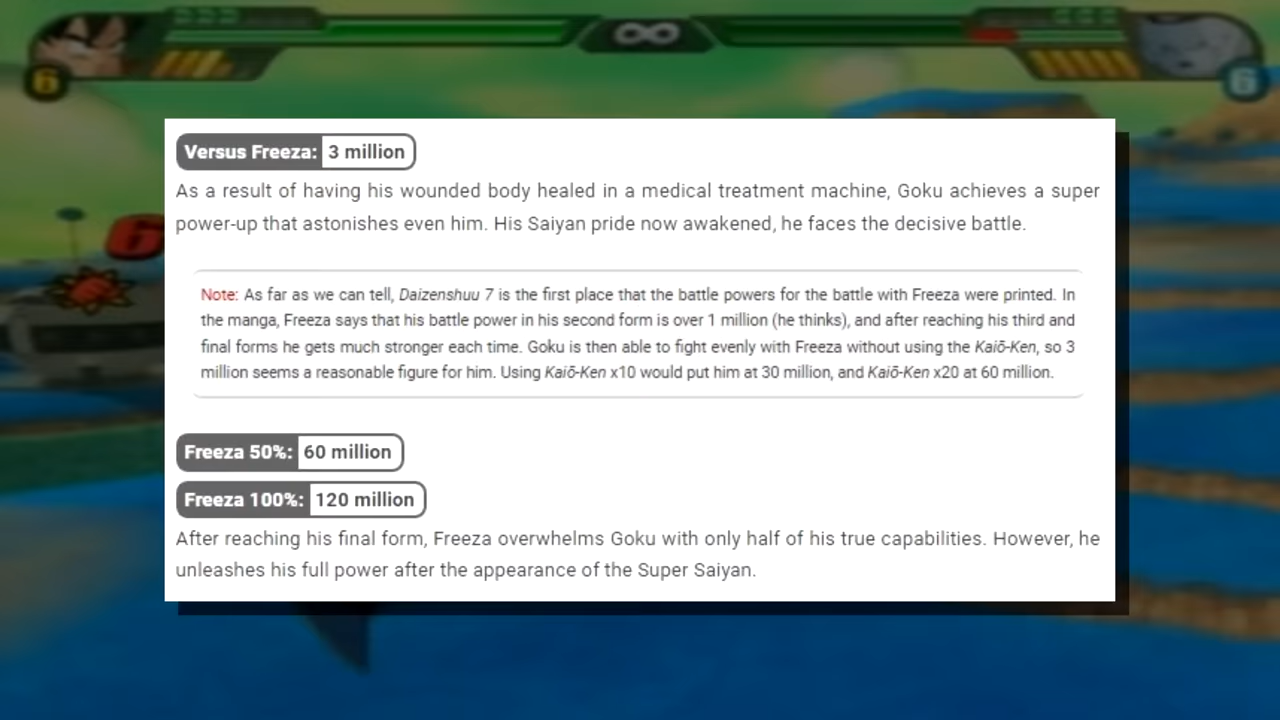 6
∞
6
6
Versus Freeza: 3 million
As a result of having his wounded body healed in a medical treatment machine, Goku achieves a super
power-up that astonishes even him. His Saiyan pride now awakened, he faces the decisive battle.
Note: As far as we can tell, Daizenshuu 7 is the first place that the battle powers for the battle with Freeza were printed. In
the manga, Freeza says that his battle power in his second form is over 1 million (he thinks), and after reaching his third and
final forms he gets much stronger each time. Goku is then able to fight evenly with Freeza without using the Kaiō-Ken, so 3
million seems a reasonable figure for him. Using Kaiō-Ken x10 would put him at 30 million, and Kaiō-Ken x20 at 60 million.
Freeza 50%: 60 million
Freeza 100%: 120 million
After reaching his final form, Freeza overwhelms Goku with only half of his true capabilities. However, he
unleashes his full power after the appearance of the Super Saiyan.